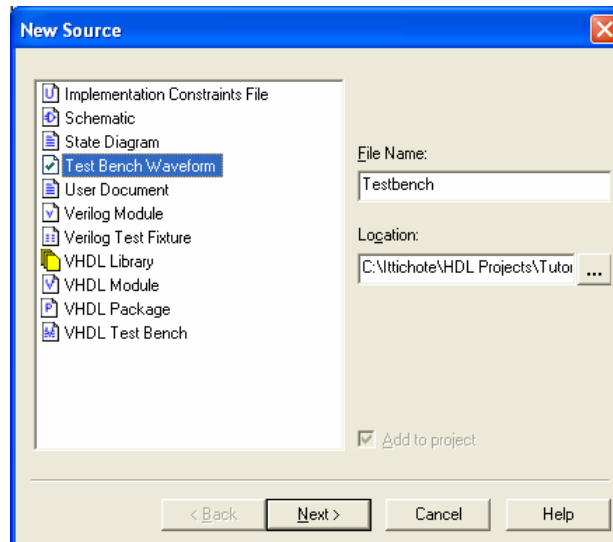 New Source
Implementation Constraints File
Schematic
State Diagram
Test Bench Waveform
User Document
Verilog Module
Verilog Test Fixture
VHDL Library
VHDL Module
VHDL Package
VHDL Test Bench
File Name:
Testbench
Location:
C:\Ittichote\HDL Projects\Tutor
...
Add to project
< Back
Next >
Cancel
Help